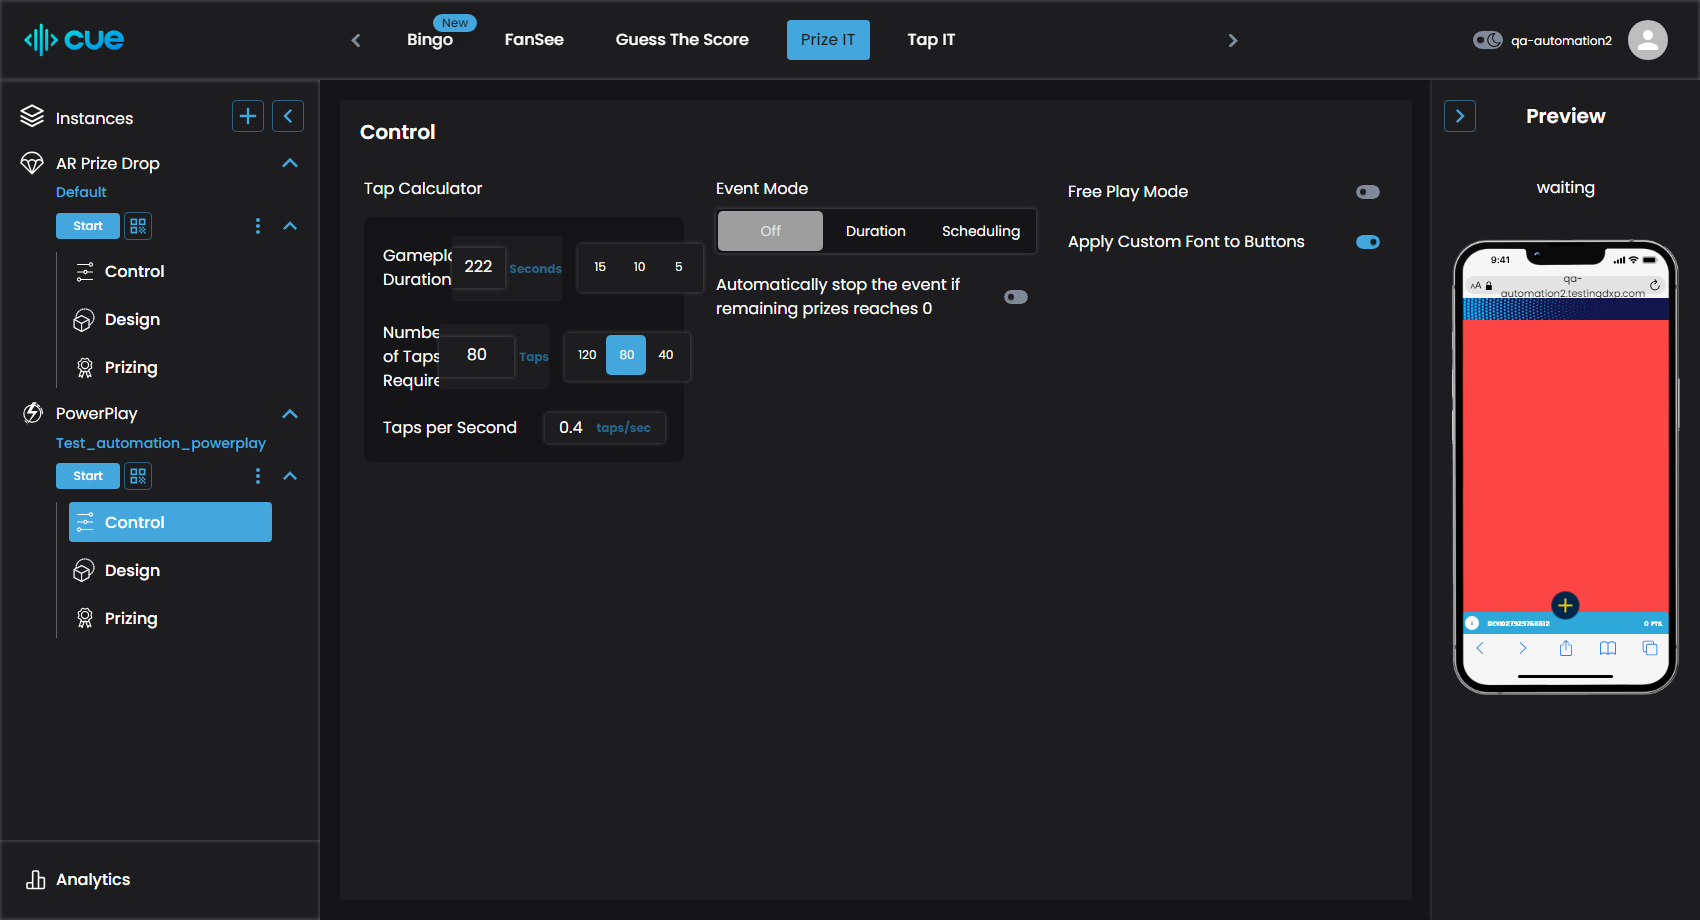 cue
New
Bingo
FanSee
Guess The Score
Prize IT
Tap IT
qa-automation2
Instances
AR Prize Drop
Default
Start
Control
Design
Prizing
PowerPlay
Test_automation_powerplay
Start
Control
Design
Prizing
Analytics
Control
Tap Calculator
Gamepl
Duration
222
Seconds
15 10 5
Numbe
of Taps
Require
80
Taps
120 80 40
Taps per Second
0.4 taps/sec
Event Mode
Off Duration Scheduling
Automatically stop the event if
remaining prizes reaches 0
Free Play Mode
Apply Custom Font to Buttons
Preview
waiting
9:41
AA
qa-
automation2.testingdxp.com
0 PTS.